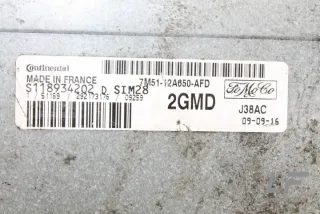 Continental
MADE IN FRANCE 7M51-12A650-AFD
S118934202 D SIM28
2GMD
FoMoCo
J38AC
09-09-16